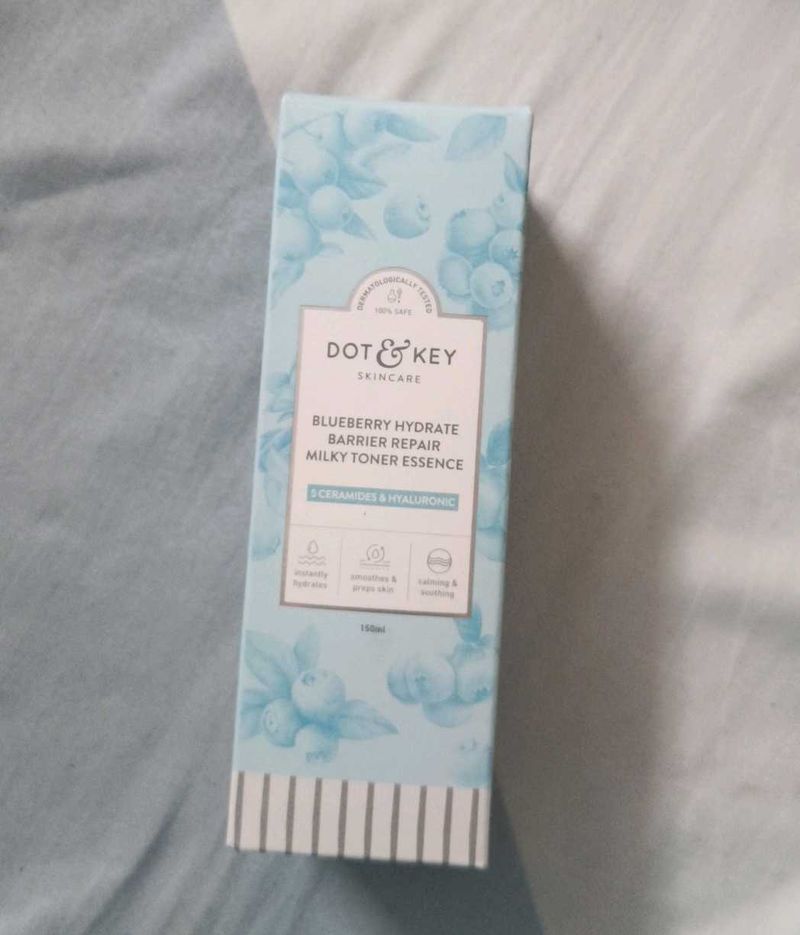 DERMATOLOGICALLY TESTED
100% SAFE
DOT & KEY
SKINCARE
BLUEBERRY HYDRATE
BARRIER REPAIR
MILKY TONER ESSENCE
5 CERAMIDES & HYALURONIC
instantly
hydrates
smoothes &
preps skin
calming &
soothing
150ml